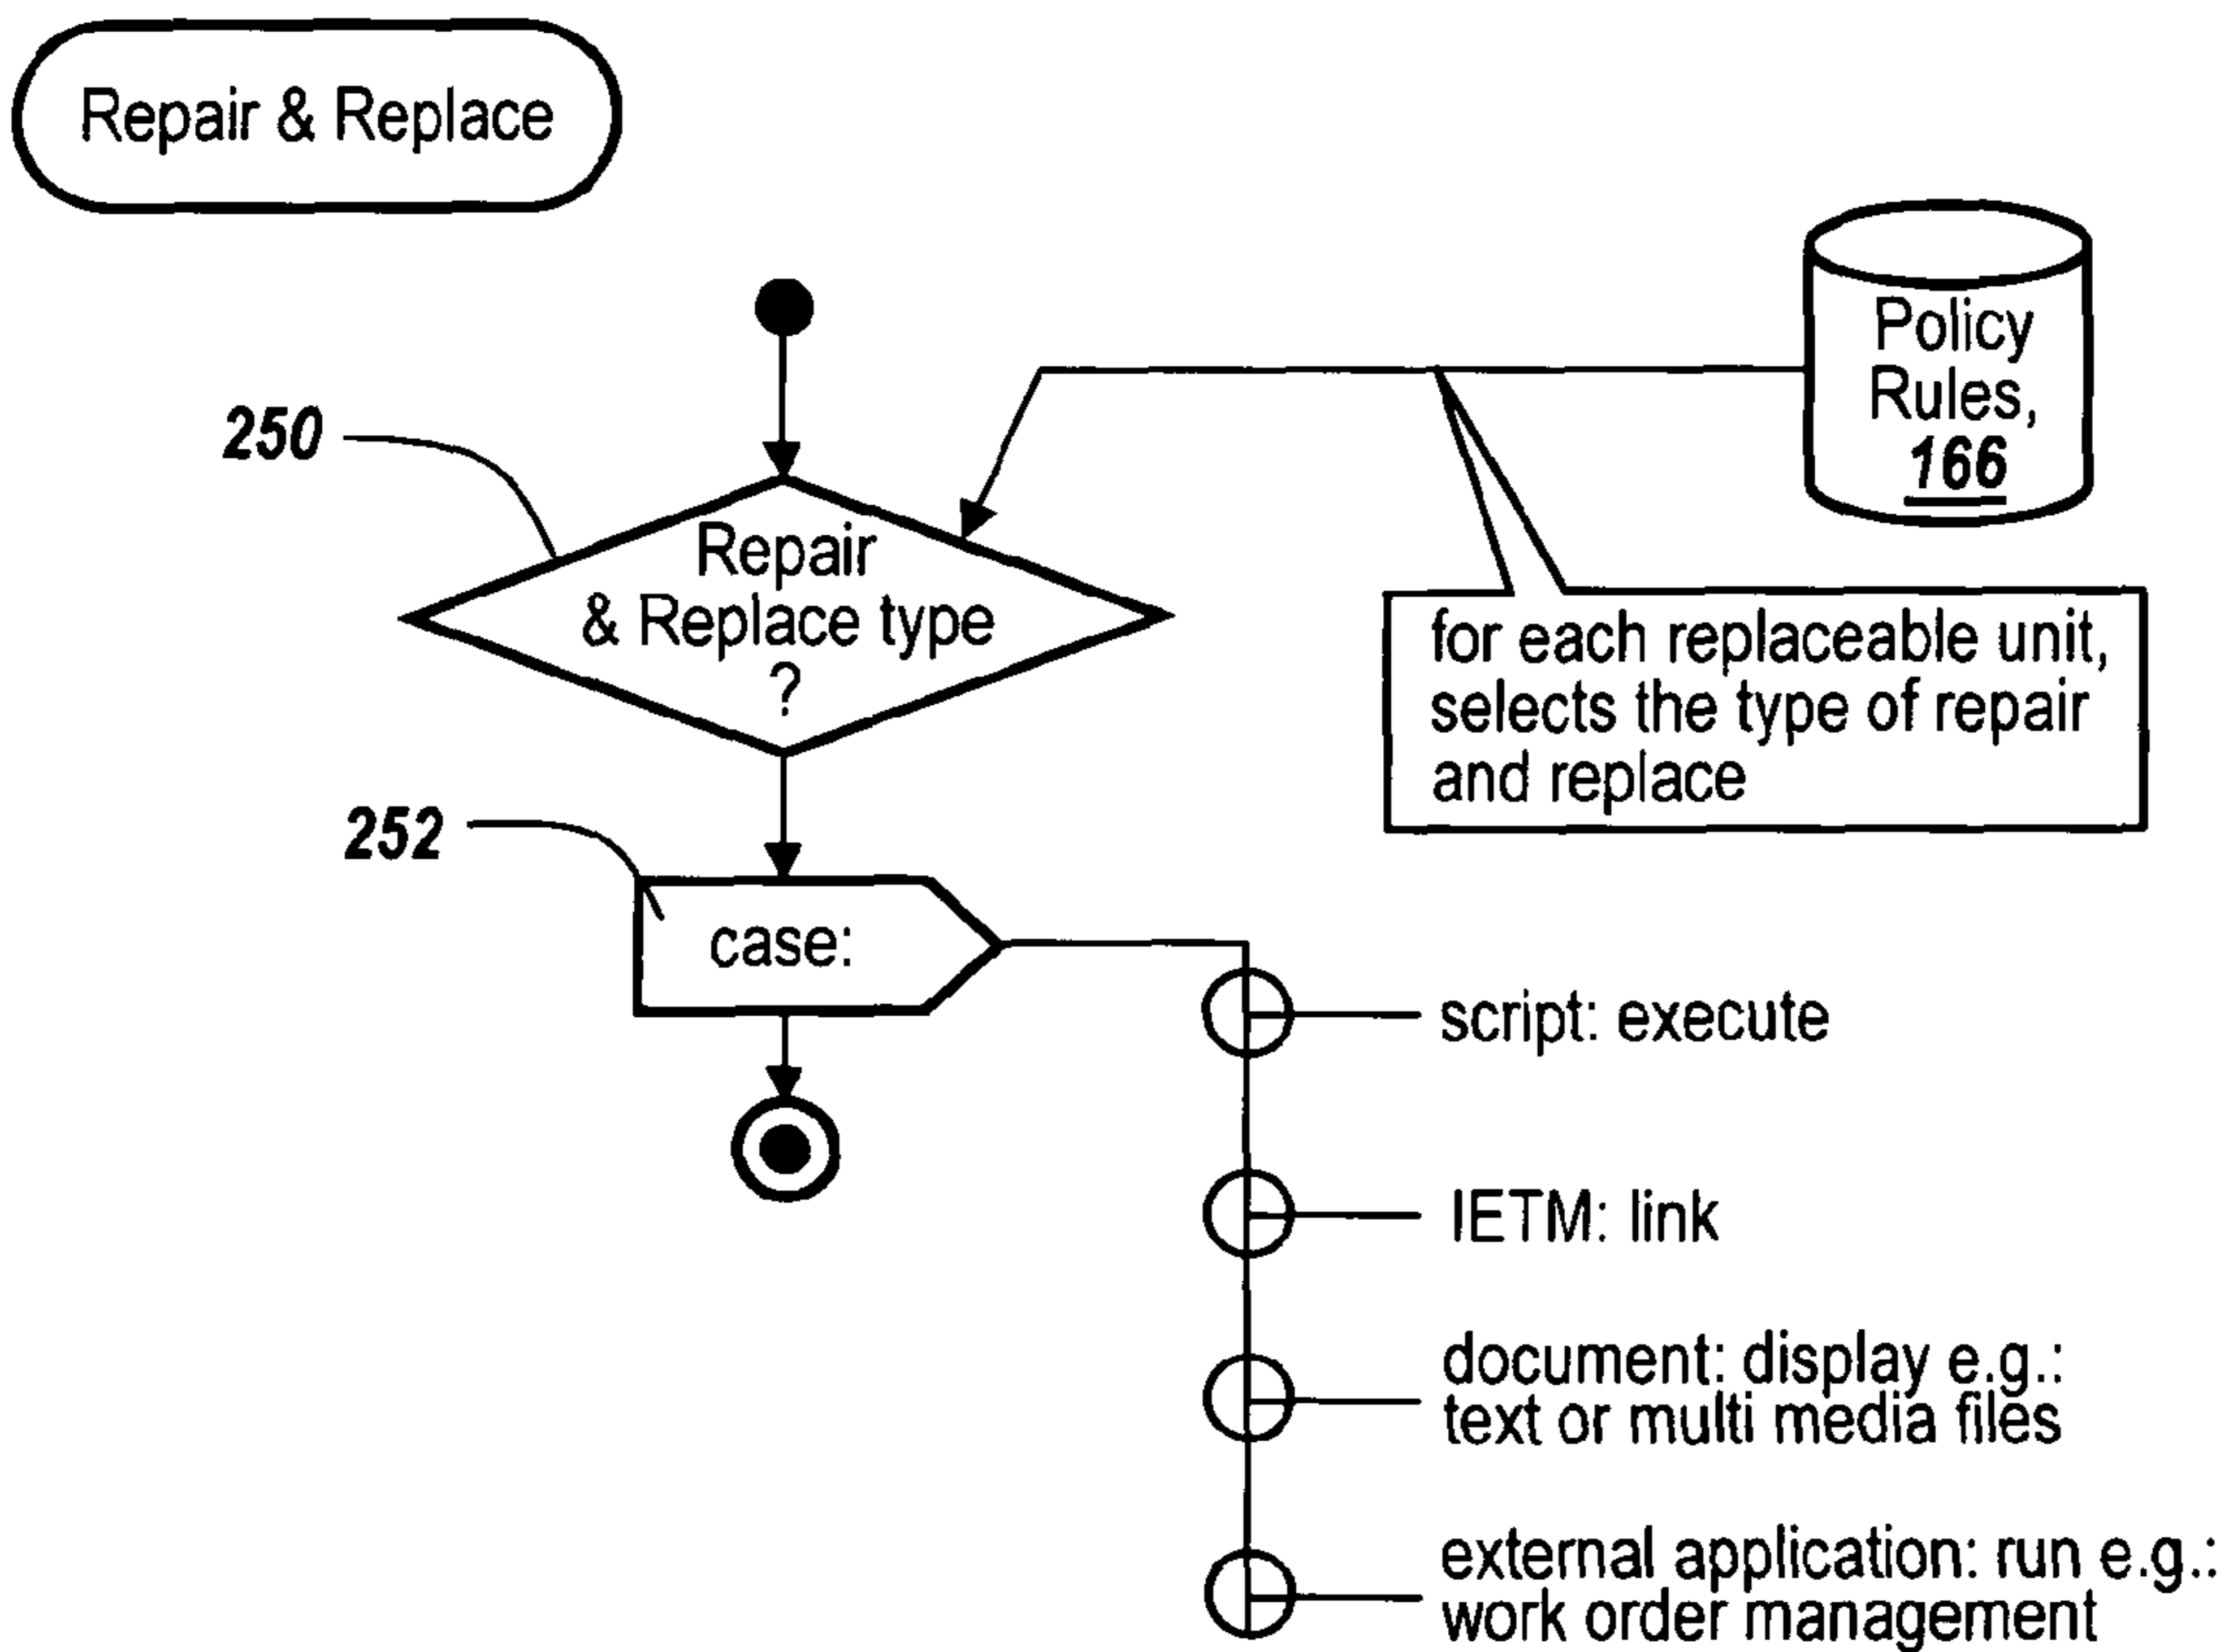 Repair & Replace
Policy
Rules,
166
250
Repair
& Replace type
?
for each replaceable unit,
selects the type of repair
and replace
252
case:
script: execute
IETM: link
document: display e.g.:
text or multi media files
external application: run e.g.:
work order management